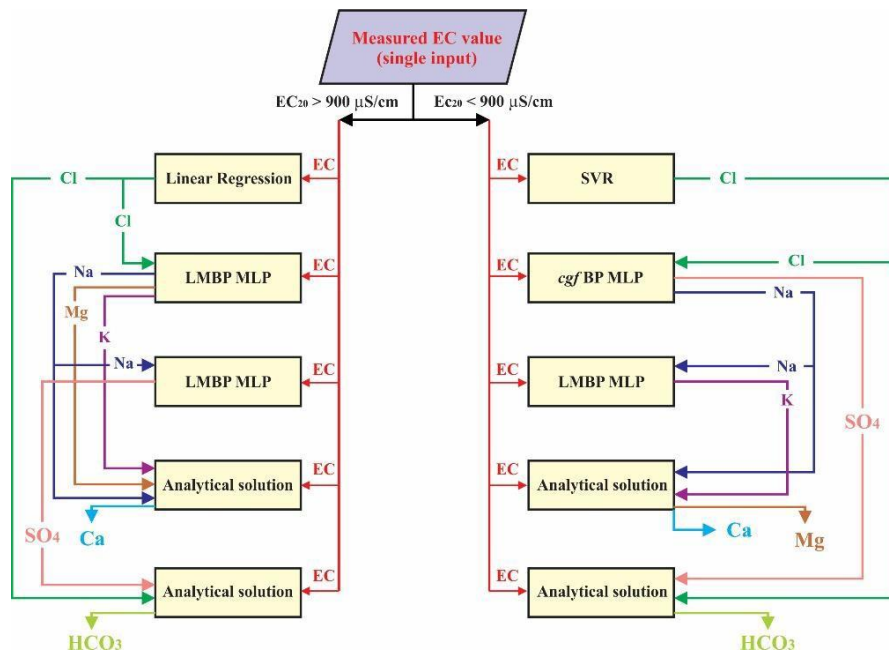 Measured EC value
(single input)
EC₂₀ > 900 μS/cm
Ec₂₀ < 900 μS/cm
Cl
Linear Regression
EC
EC
SVR
Cl
Cl
Na
LMBP MLP
EC
EC
cgf BP MLP
Cl
Mg
Na
K
Na
LMBP MLP
EC
EC
LMBP MLP
Na
K
SO₄
Analytical solution
EC
EC
Analytical solution
SO₄
Ca
Ca
Mg
Analytical solution
EC
EC
Analytical solution
HCO₃
HCO₃